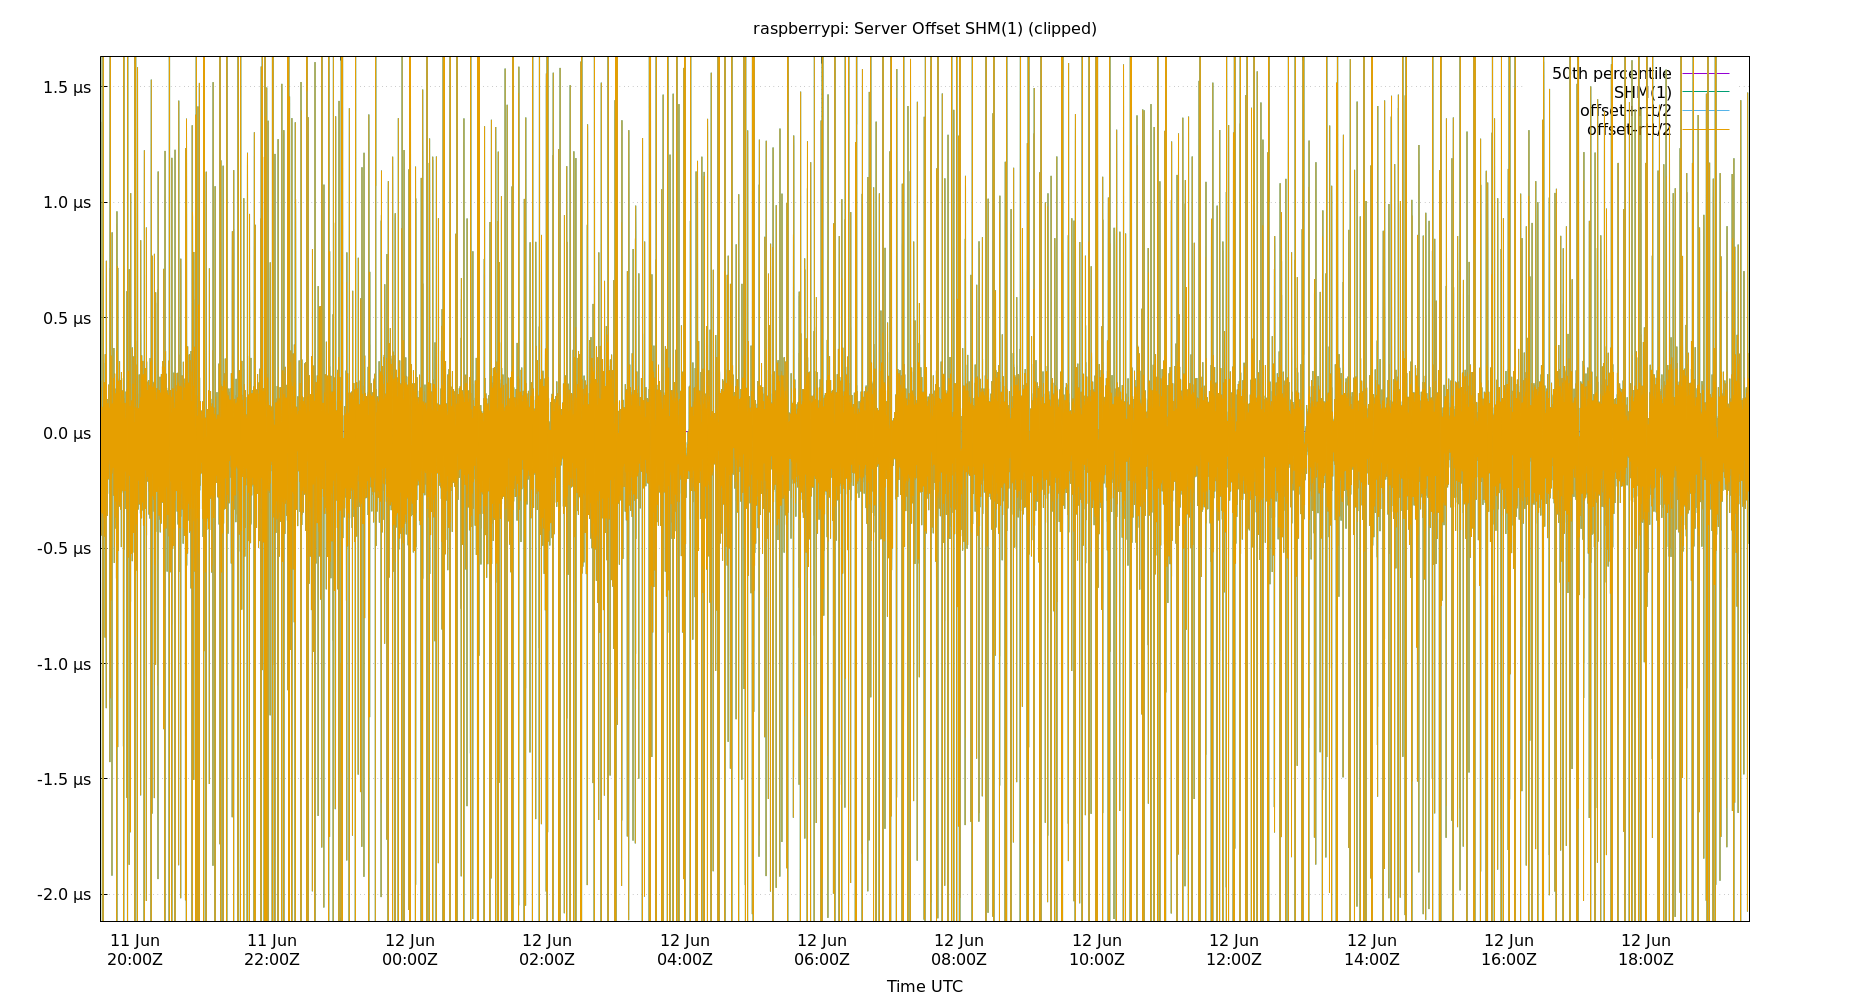 raspberrypi: Server Offset SHM(1) (clipped)
50th percentile
SHM(1)
offset+rtt/2
offset-rtt/2
1.5 µs
1.0 µs
0.5 µs
0.0 µs
-0.5 µs
-1.0 µs
-1.5 µs
-2.0 µs
11 Jun 11 Jun 12 Jun 12 Jun 12 Jun 12 Jun 12 Jun 12 Jun 12 Jun 12 Jun 12 Jun 12 Jun
20:00Z 22:00Z 00:00Z 02:00Z 04:00Z 06:00Z 08:00Z 10:00Z 12:00Z 14:00Z 16:00Z 18:00Z
Time UTC